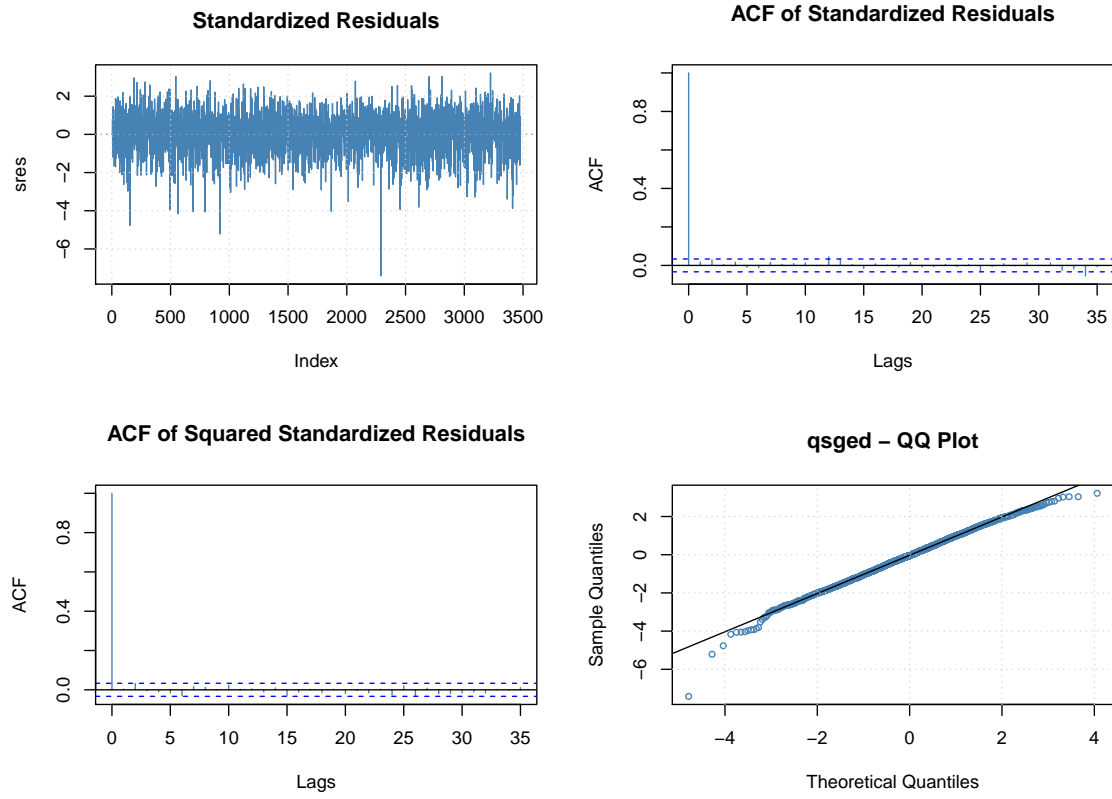 Standardized Residuals
sres
2
0
−2
−4
−6
0 500 1000 1500 2000 2500 3000 3500
Index
ACF of Standardized Residuals
ACF
0.8
0.4
0.0
0 5 10 15 20 25 30 35
Lags
ACF of Squared Standardized Residuals
ACF
0.8
0.4
0.0
0 5 10 15 20 25 30 35
Lags
qsged − QQ Plot
Sample Quantiles
2
0
−2
−4
−6
−4 −2 0 2 4
Theoretical Quantiles